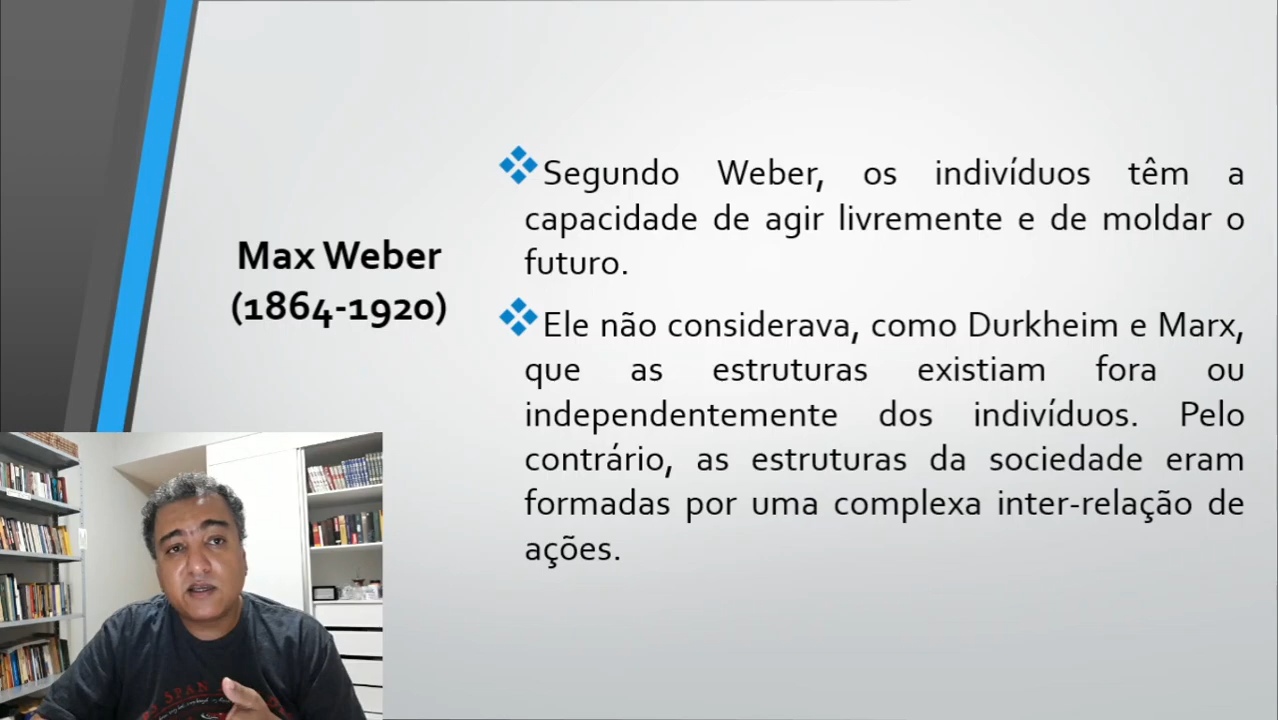 Max Weber
(1864-1920)
Segundo Weber, os indivíduos têm a
capacidade de agir livremente e de moldar o
futuro.
Ele não considerava, como Durkheim e Marx,
que as estruturas existiam fora ou
independentemente dos indivíduos. Pelo
contrário, as estruturas da sociedade eram
formadas por uma complexa inter-relação de
ações.